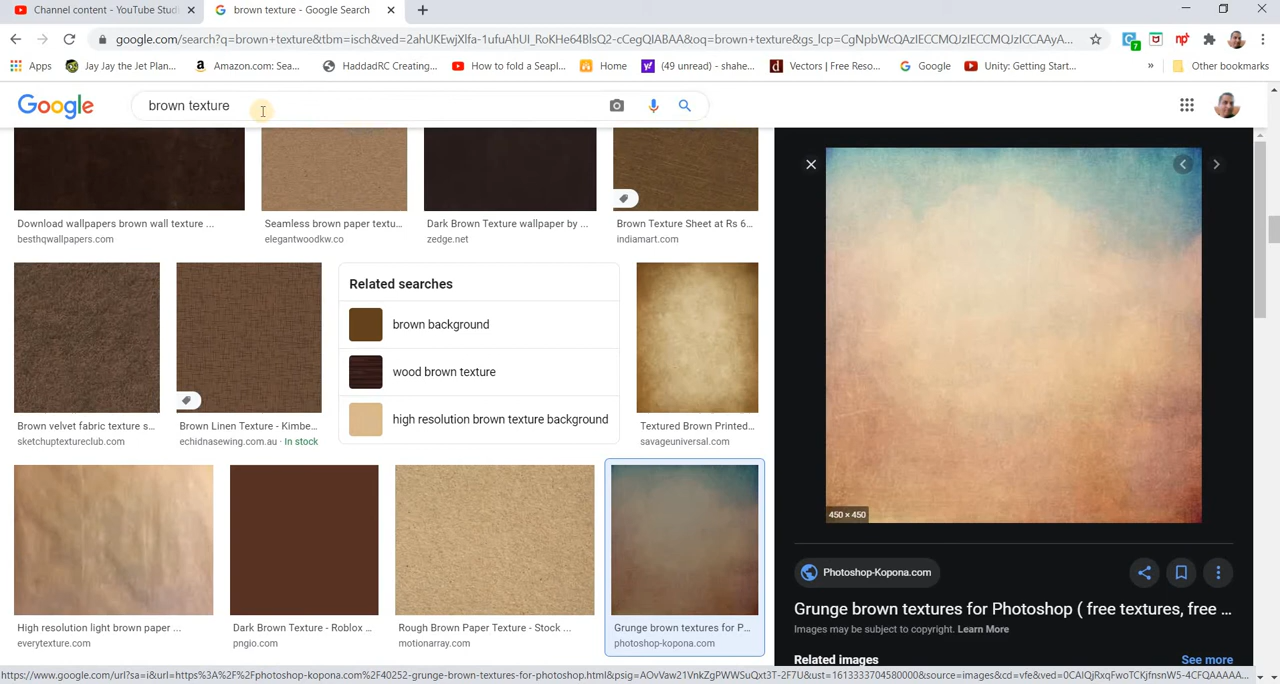 Channel content - YouTube Stud
brown texture - Google Search
google.com/search?q=brown+texture&tbm=isch&ved=2ahUKEwjXlfa-1ufuAhUI_RoKHe64BlsQ2-cCegQIABAA&oq=brown+texture&gs_lcp=CgNpbWcQAzIECCMQJzIECCMQJzICCAAyA...
7
Apps
Jay Jay the Jet Plan...
Amazon.com: Sea...
HaddadRC Creating...
How to fold a Seapl...
Home
(49 unread) - shahe...
Vectors | Free Reso...
Google
Unity: Getting Start...
»
Other bookmarks
Google
brown texture
Download wallpapers brown wall texture ...
besthqwallpapers.com
Seamless brown paper textu...
elegantwoodkw.co
Dark Brown Texture wallpaper by ...
zedge.net
Brown Texture Sheet at Rs 6...
indiamart.com
Related searches
brown background
wood brown texture
high resolution brown texture background
Brown velvet fabric texture s...
sketchuptextureclub.com
Brown Linen Texture - Kimbe...
echidnasewing.com.au · In stock
Textured Brown Printed...
savageuniversal.com
High resolution light brown paper ...
everytexture.com
Dark Brown Texture - Roblox ...
pngio.com
Rough Brown Paper Texture - Stock ...
motionarray.com
Grunge brown textures for P...
photoshop-kopona.com
450 × 450
Photoshop-Kopona.com
Grunge brown textures for Photoshop ( free textures, free ...
Images may be subject to copyright. Learn More
Related images
See more